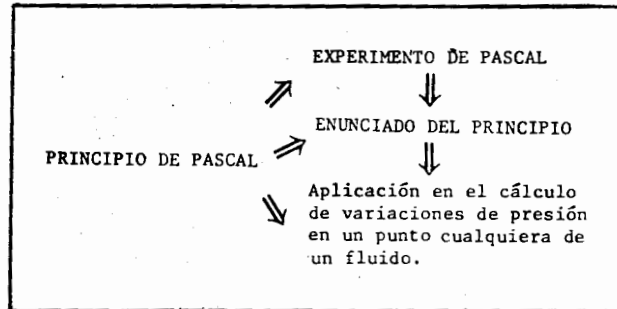 EXPERIMENTO DE PASCAL
ENUNCIADO DEL PRINCIPIO
PRINCIPIO DE PASCAL
Aplicación en el cálculo
de variaciones de presión
en un punto cualquiera de
un fluido.